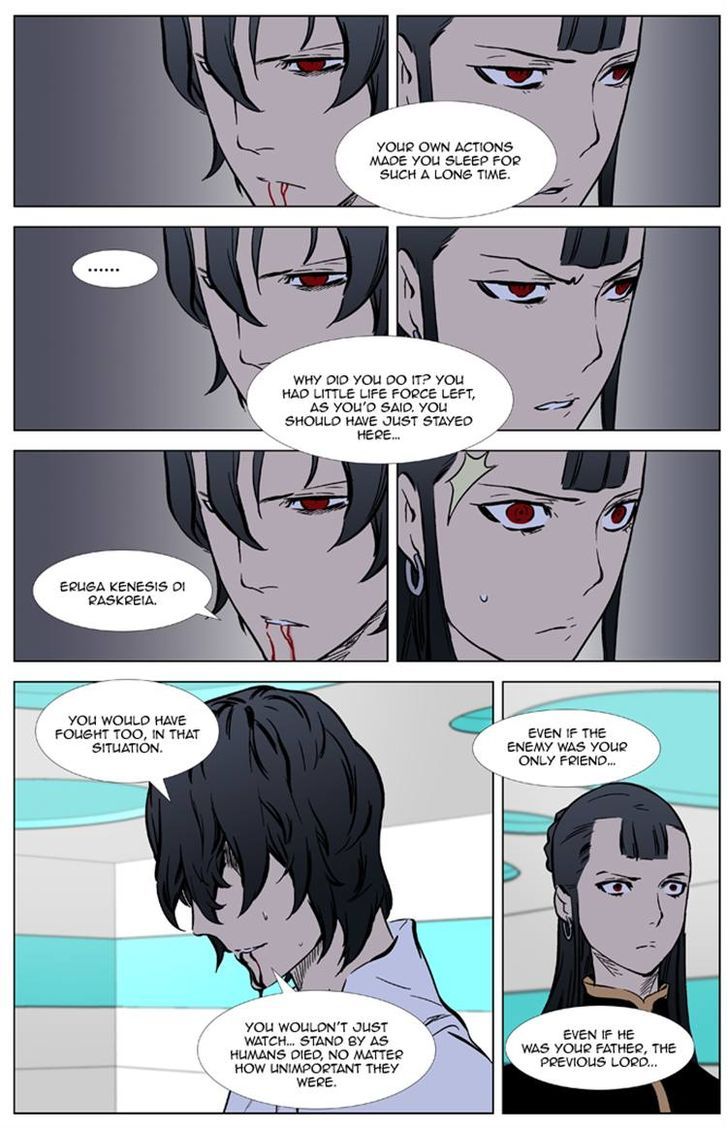 YOUR OWN ACTIONS
MADE YOU SLEEP FOR
SUCH A LONG TIME.
......
WHY DID YOU DO IT? YOU
HAD LITTLE LIFE FORCE LEFT,
AS YOU'D SAID. YOU
SHOULD HAVE JUST STAYED
HERE...
ERUGA KENESIS DI
RASKREIA.
YOU WOULD HAVE
FOUGHT TOO, IN THAT
SITUATION.
YOU WOULDN'T JUST
WATCH... STAND BY AS
HUMANS DIED, NO MATTER
HOW UNIMPORTANT THEY
WERE.
EVEN IF THE
ENEMY WAS YOUR
ONLY FRIEND...
EVEN IF HE
WAS YOUR FATHER, THE
PREVIOUS LORD...